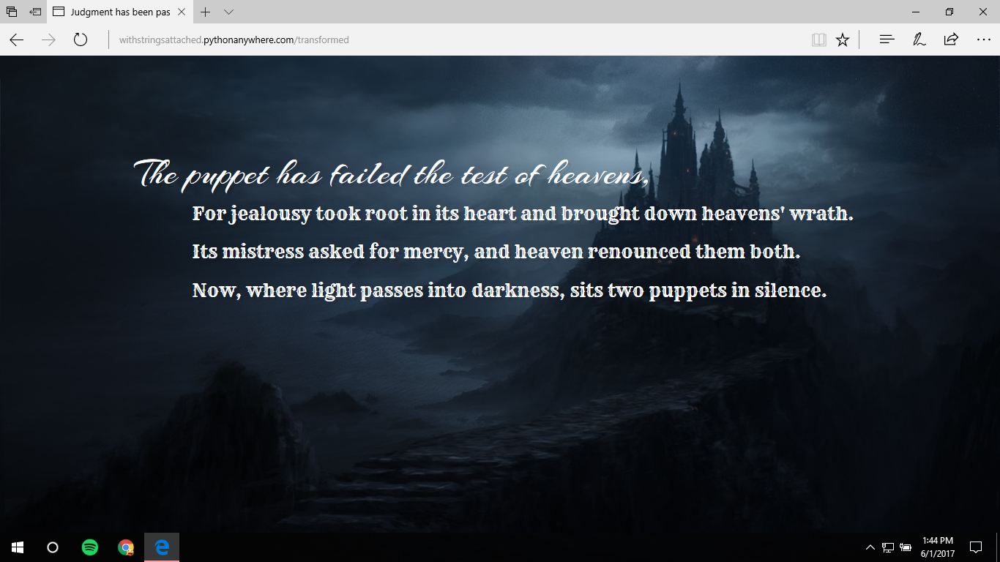 Judgment has been pas
withstringsattached.pythonanywhere.com/transformed
The puppet has failed the test of heavens,
For jealousy took root in its heart and brought down heavens' wrath.
Its mistress asked for mercy, and heaven renounced them both.
Now, where light passes into darkness, sits two puppets in silence.
1:44 PM
6/1/2017